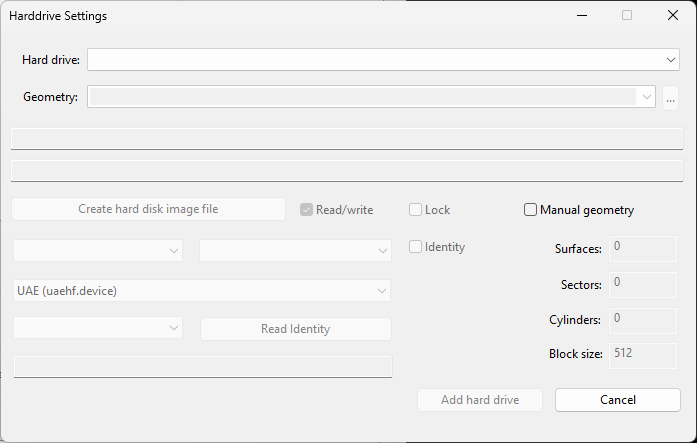 Harddrive Settings
Hard drive:
Geometry:
...
Create hard disk image file
Read/write
Lock
Manual geometry
Identity
Surfaces: 0
UAE (uaehf.device)
Sectors: 0
Read Identity
Cylinders: 0
Block size: 512
Add hard drive
Cancel